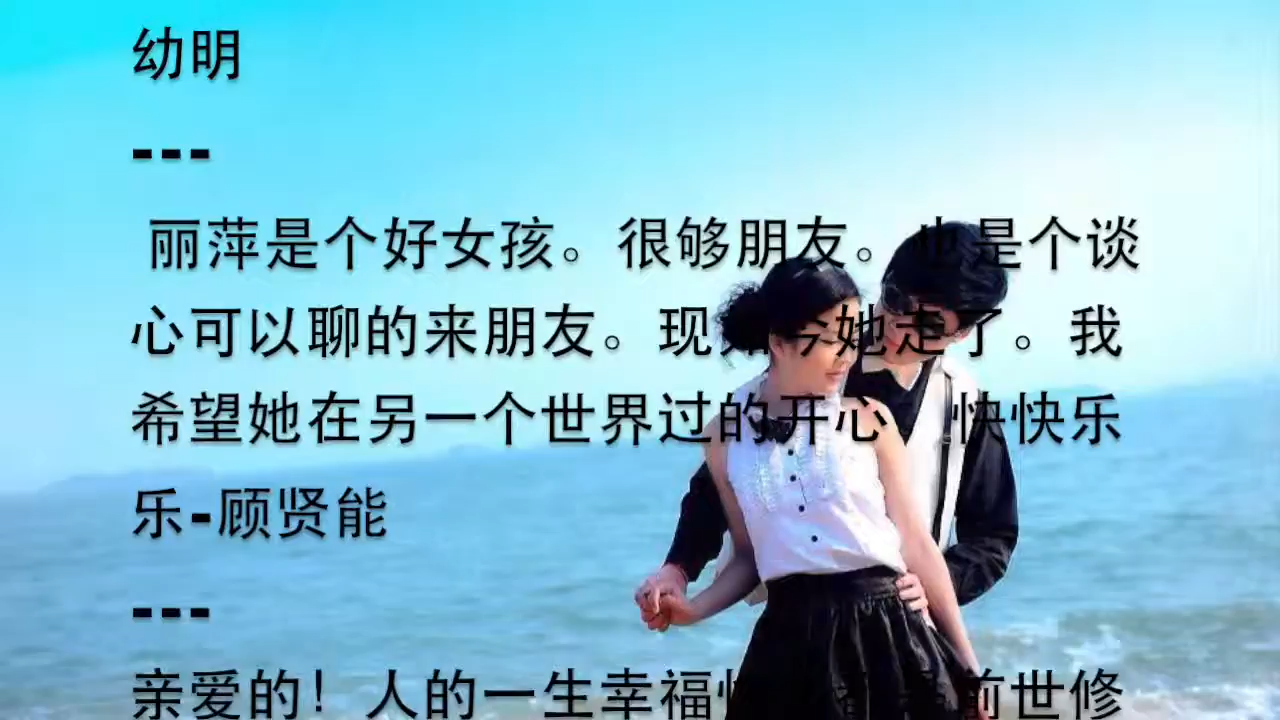 幼明
---
丽萍是个好女孩。很够朋友。也是个谈
心可以聊的来朋友。现如今她走了。我
希望她在另一个世界过的开心 快快乐
乐-顾贤能
---
亲爱的！人的一生幸福 前世修